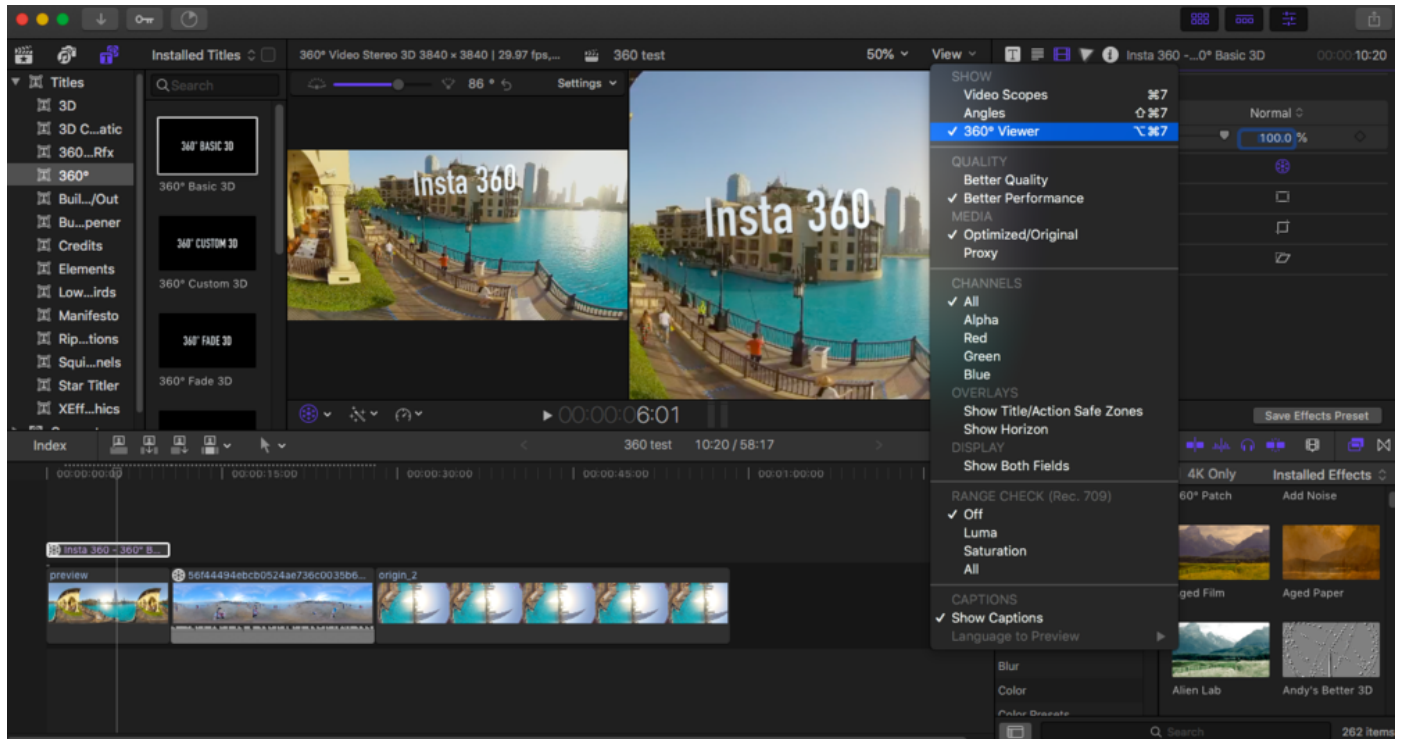 Installed Titles
360° Video Stereo 3D 3840 × 3840 | 29.97 fps,...
360 test
50%
View
Insta 360 -...0° Basic 3D
00:00:10:20
Titles
3D
3D C...atic
360...Rfx
360°
Buil.../Out
Bu...pener
Credits
Elements
Low...irds
Manifesto
Rip...tions
Squi...nels
Star Titler
XEff...hics
Search
360° BASIC 3D
360° Basic 3D
360° CUSTOM 3D
360° Custom 3D
360° FADE 3D
360° Fade 3D
86 °
Settings
Insta 360
Insta 360
00:00:06:01
SHOW
Video Scopes ⌘7
Angles ⇧⌘7
✓ 360° Viewer ⌥⌘7
QUALITY
Better Quality
✓ Better Performance
MEDIA
✓ Optimized/Original
Proxy
CHANNELS
✓ All
Alpha
Red
Green
Blue
OVERLAYS
Show Title/Action Safe Zones
Show Horizon
DISPLAY
Show Both Fields
RANGE CHECK (Rec. 709)
✓ Off
Luma
Saturation
All
CAPTIONS
✓ Show Captions
Language to Preview
Normal
100.0 %
Save Effects Preset
Index
360 test
10:20 / 58:17
00:00:00:00
00:00:15:00
00:00:30:00
00:00:45:00
00:01:00:00
Insta 360 - 360° B...
preview
56f44494ebcb0524ae736c0035b6...
origin_2
4K Only
Installed Effects
60° Patch
Add Noise
ged Film
Aged Paper
Alien Lab
Andy's Better 3D
Blur
Color
Color Presets
Search
262 items